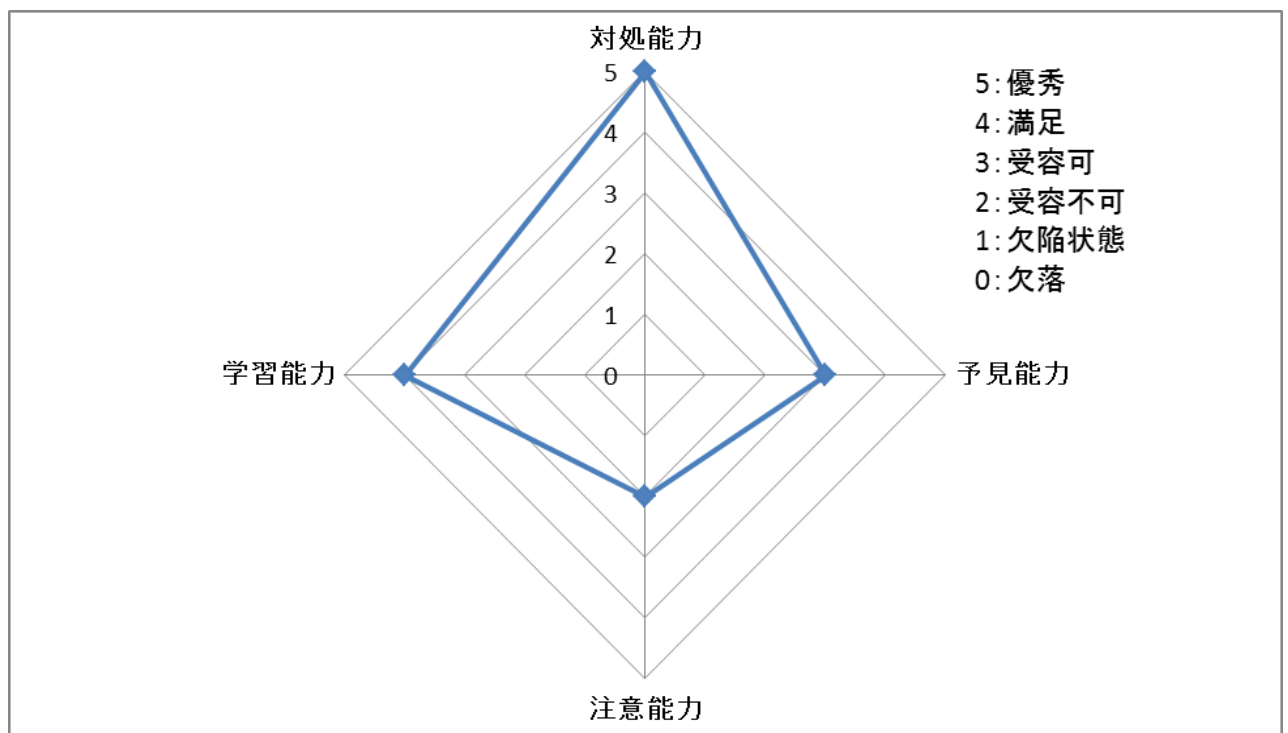 対処能力
5
4
3
2
1
0
5:優秀
4:満足
3:受容可
2:受容不可
1:欠陥状態
0:欠落
学習能力
予見能力
注意能力